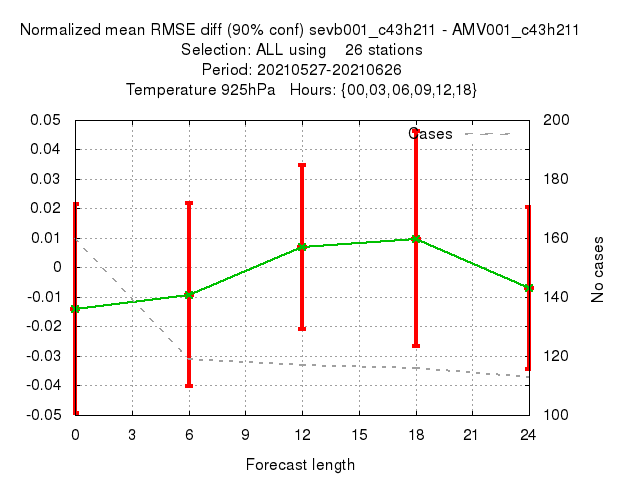 Normalized mean RMSE diff (90% conf) sevb001_c43h211 - AMV001_c43h211
Selection: ALL using    26 stations
Period: 20210527-20210626
Temperature 925hPa   Hours: {00,03,06,09,12,18}
Cases
0.05
0.04
0.03
0.02
0.01
0
-0.01
-0.02
-0.03
-0.04
-0.05
200
180
160
140
120
100
No cases
0 3 6 9 12 15 18 21 24
Forecast length